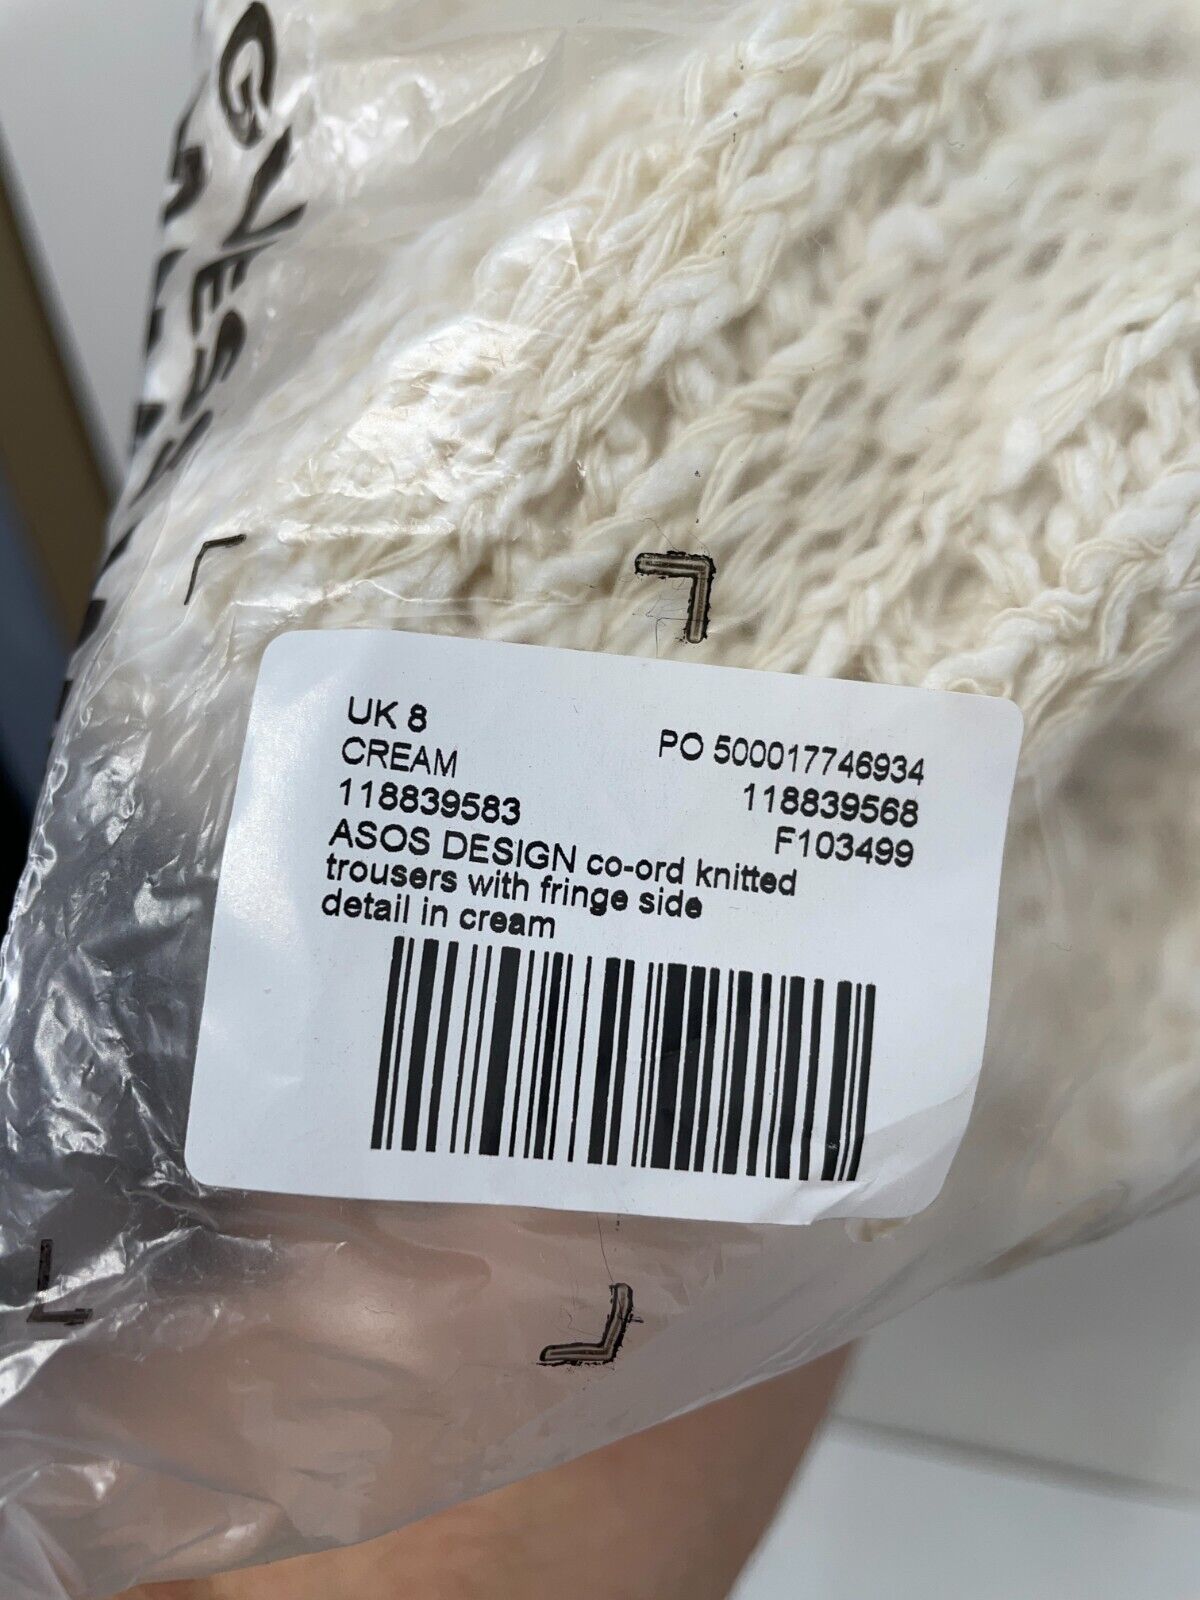 UK 8
CREAM
118839583
PO 500017746934
118839568
F103499
ASOS DESIGN co-ord knitted
trousers with fringe side
detail in cream